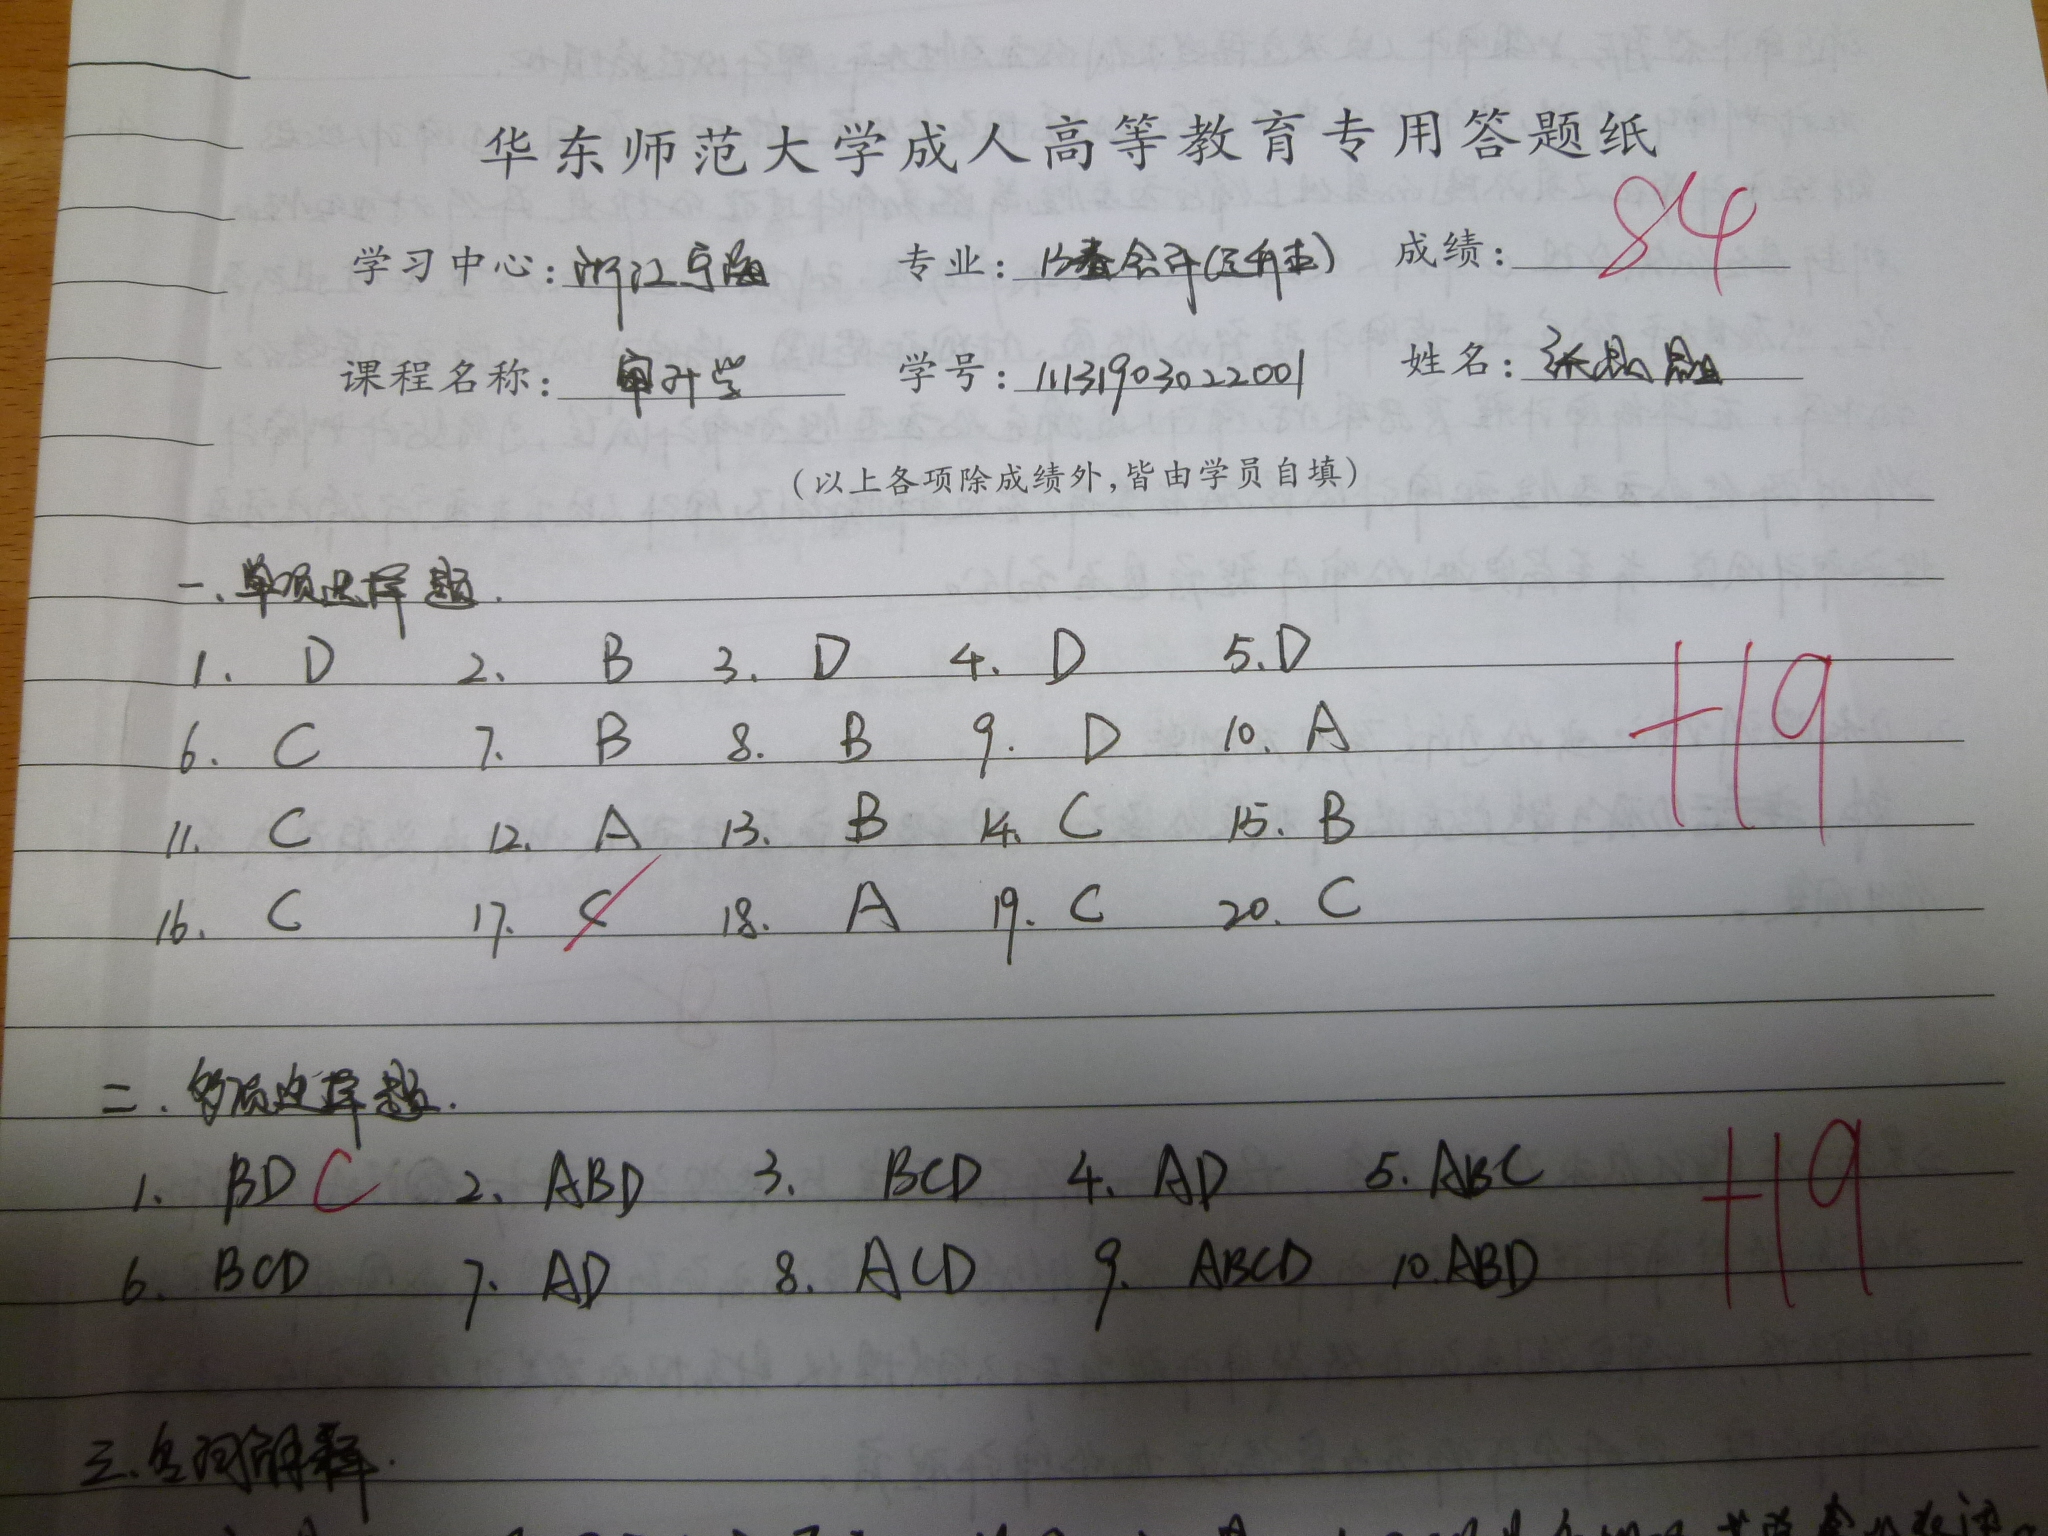 华东师范大学成人高等教育专用答题纸
学习中心: 浙江宁海 专业: 13春会计(专升本) 成绩: 84
课程名称: 审计学 学号: 11131903022001 姓名: 张
(以上各项除成绩外,皆由学员自填)
一.单项选择题.
1. D 2. B 3. D 4. D 5. D
+19
6. C 7. B 8. B 9. D 10. A
11. C 12. A 13. B 14. C 15. B
16. C 17. C 18. A 19. C 20. C
二.多项选择题.
1. BD C 2. ABD 3. BCD 4. AD 5. ABC
+19
6. BCD 7. AD 8. ACD 9. ABCD 10. ABD
三.名词解释.